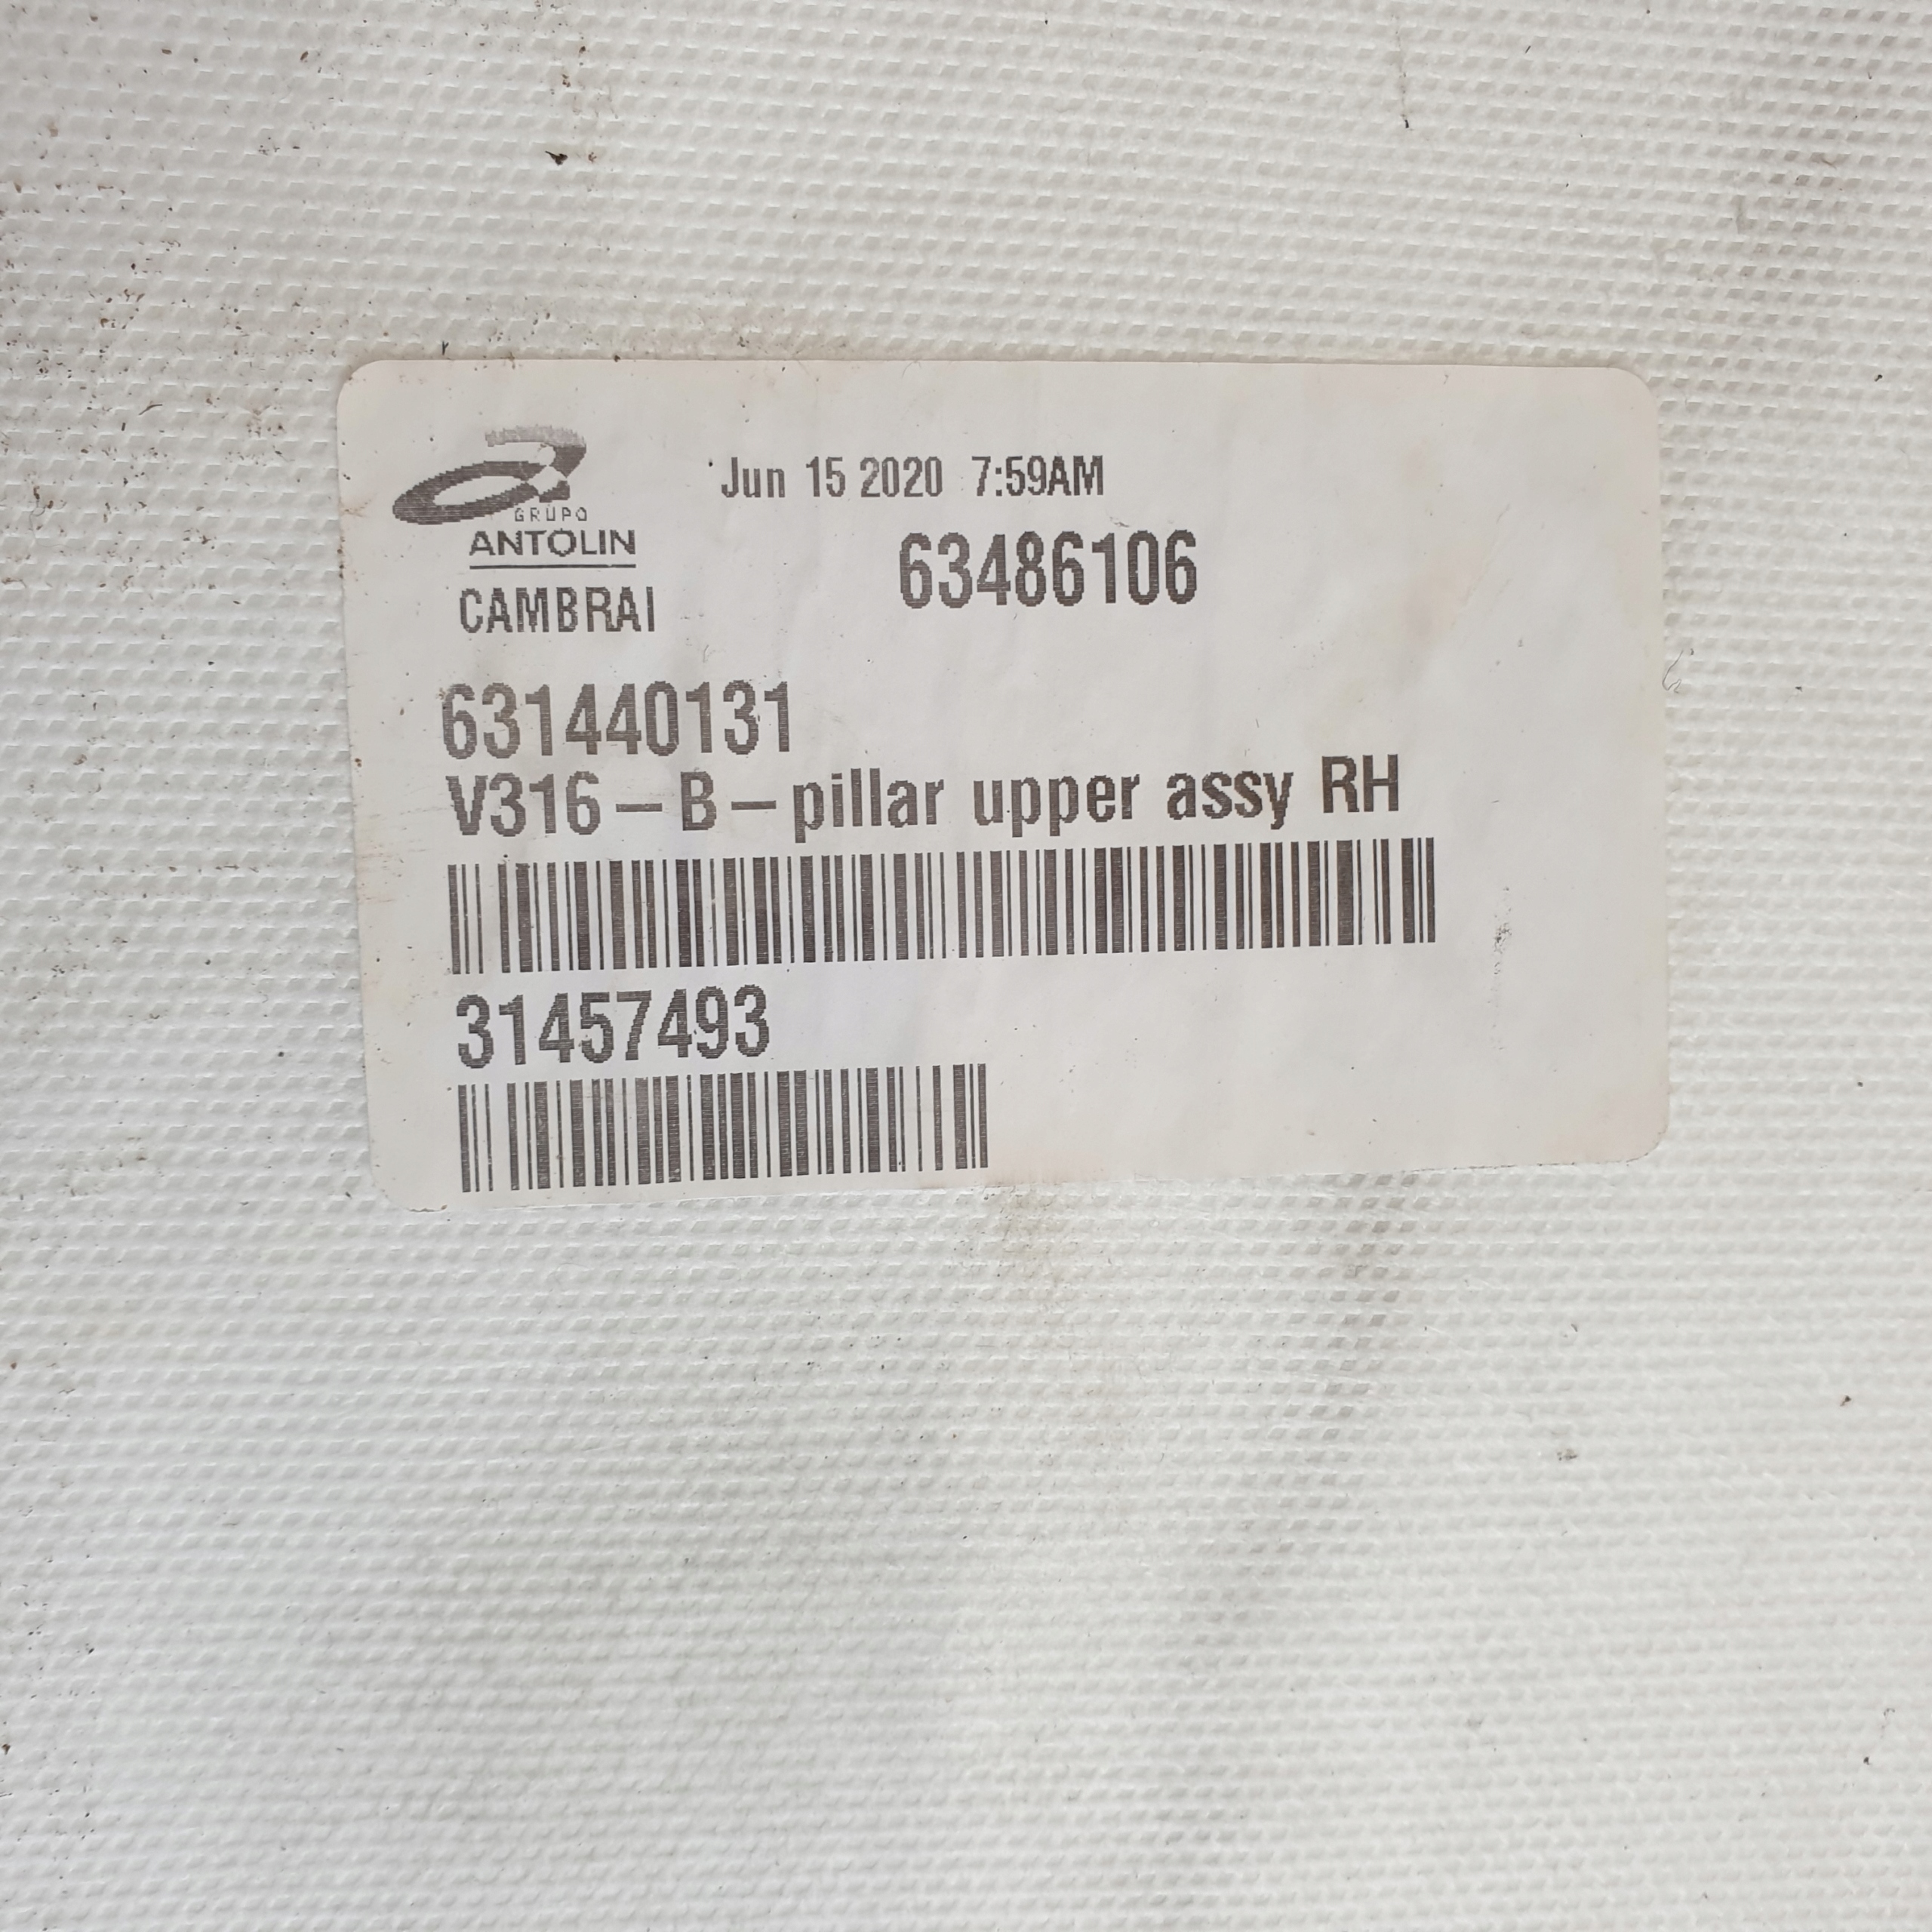 Jun 15 2020 7:59AM
GRUPO
ANTOLIN
CAMBRAI
63486106
631440131
V316-B-pillar upper assy RH
31457493